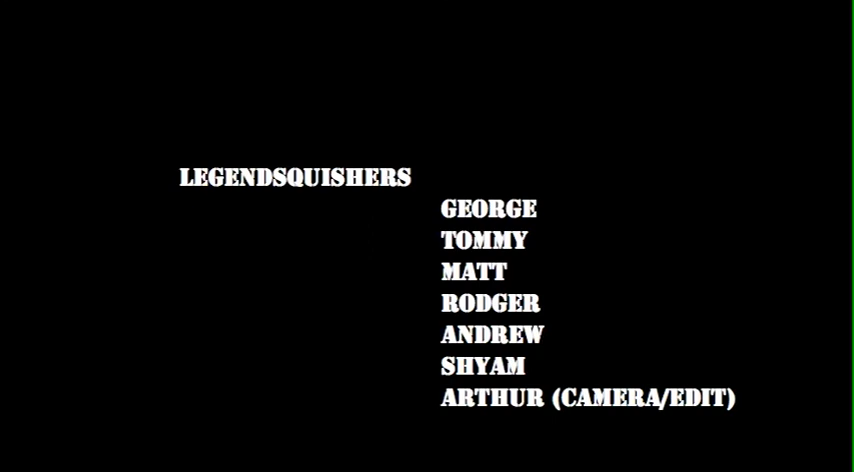 LEGENDSQUISHERS
GEORGE
TOMMY
MATT
RODGER
ANDREW
SHYAM
ARTHUR (CAMERA/EDIT)